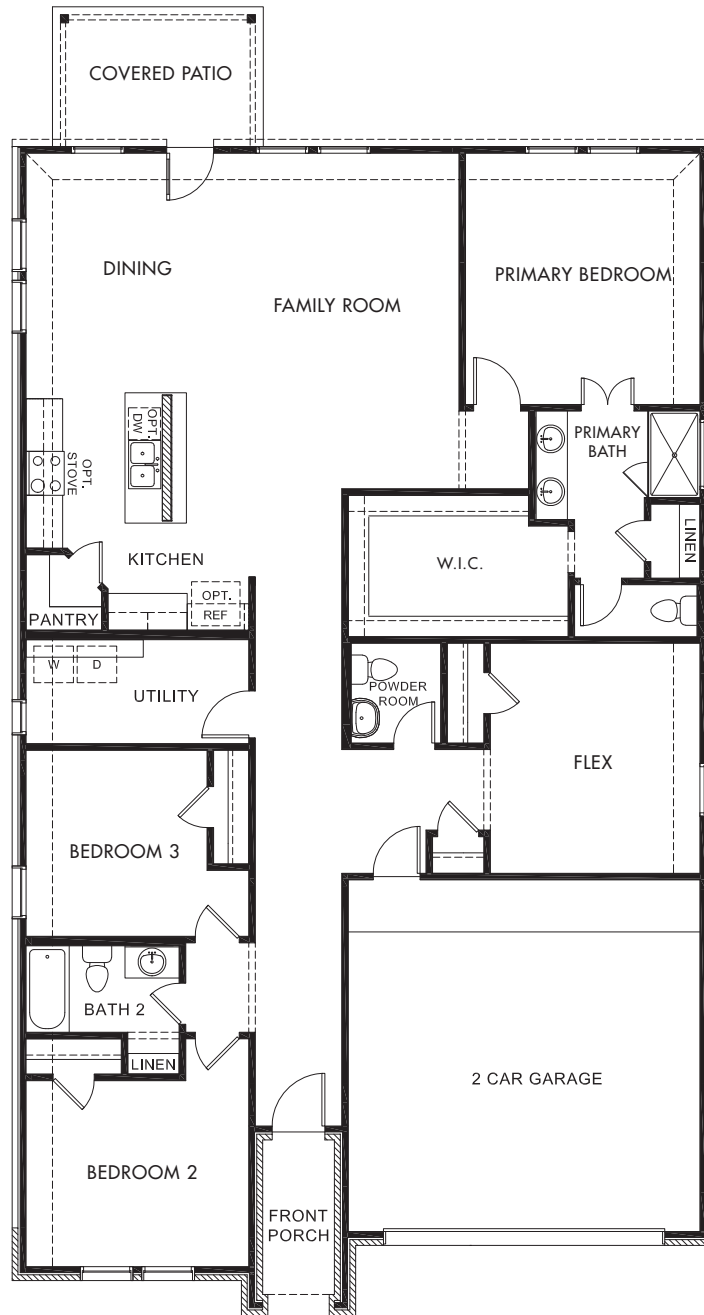 COVERED PATIO
DINING
FAMILY ROOM
PRIMARY BEDROOM
OPT.
DW
OPT.
STOVE
PRIMARY
BATH
LINEN
KITCHEN
W.I.C.
OPT.
REF
PANTRY
W
D
UTILITY
POWDER
ROOM
FLEX
BEDROOM 3
BATH 2
LINEN
2 CAR GARAGE
BEDROOM 2
FRONT
PORCH